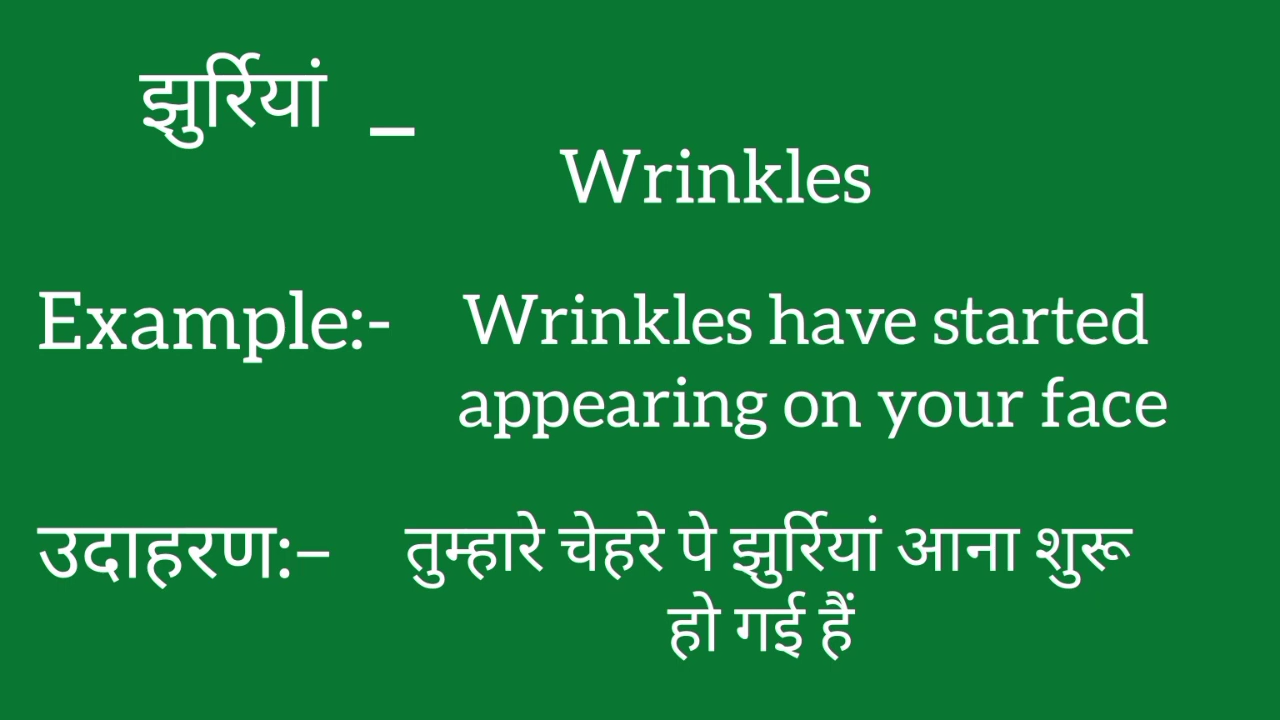 झुर्रियां _
Wrinkles
Example:- Wrinkles have started
appearing on your face
उदाहरण:– तुम्हारे चेहरे पे झुर्रियां आना शुरू
हो गई हैं